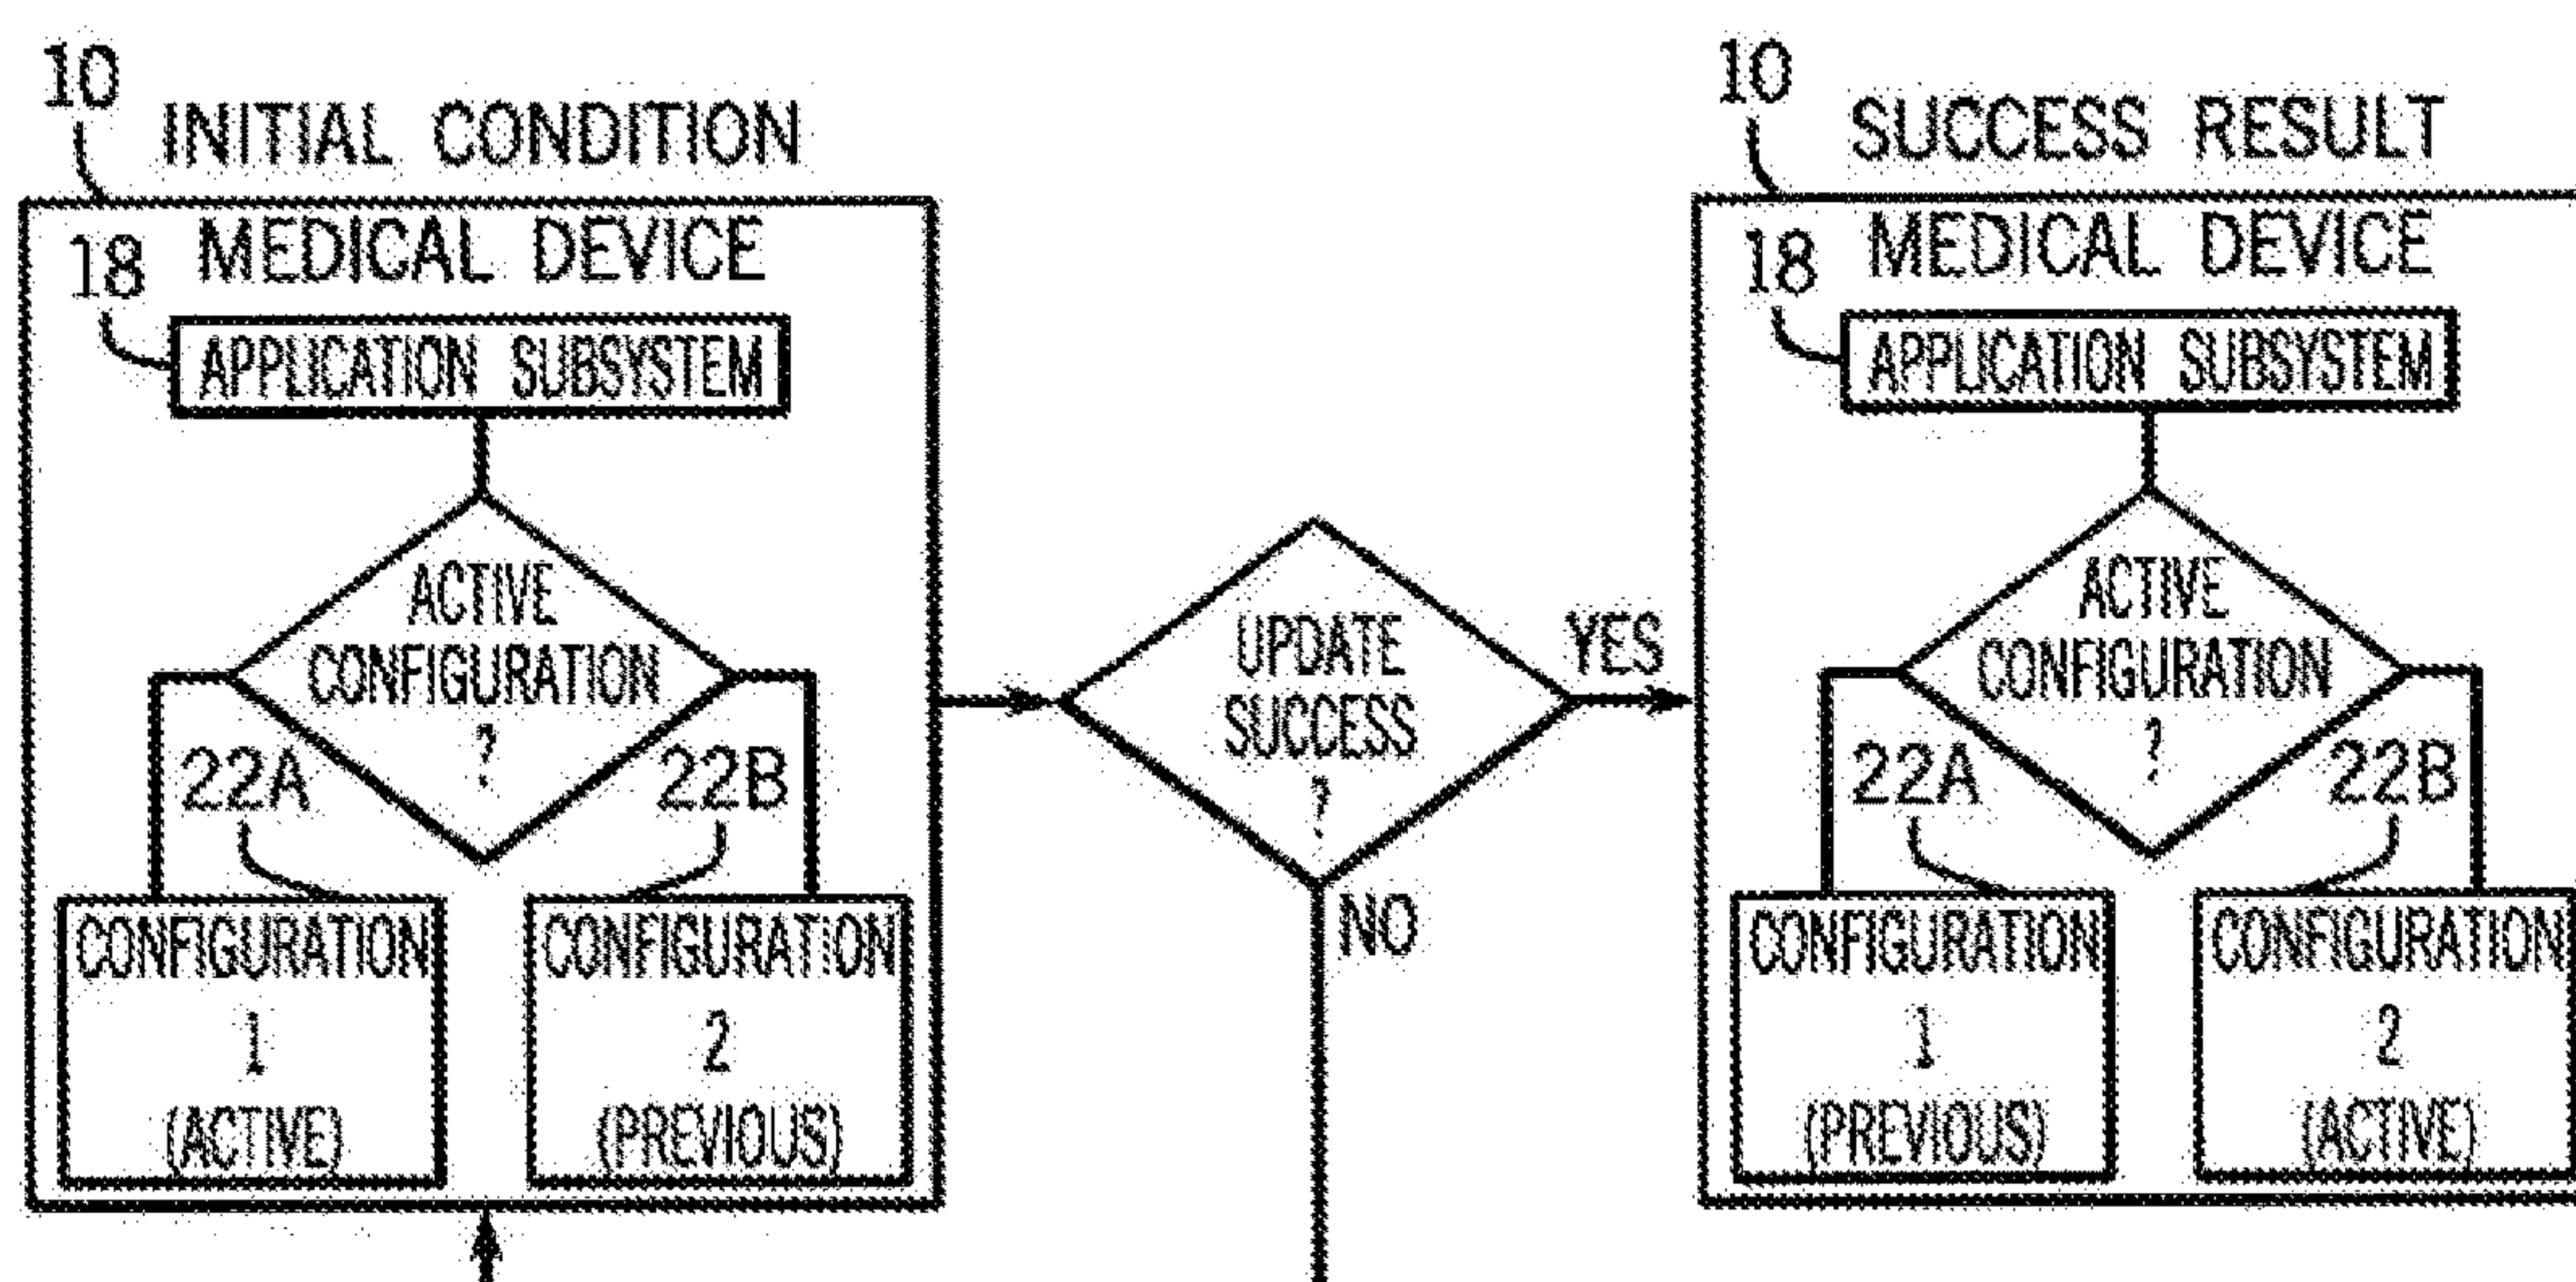 10
INITIAL CONDITION
MEDICAL DEVICE
18
APPLICATION SUBSYSTEM
ACTIVE
CONFIGURATION
?
22A
22B
CONFIGURATION
1
(ACTIVE)
CONFIGURATION
2
(PREVIOUS)
UPDATE
SUCCESS
?
YES
NO
10
SUCCESS RESULT
MEDICAL DEVICE
18
APPLICATION SUBSYSTEM
ACTIVE
CONFIGURATION
?
22A
22B
CONFIGURATION
1
(PREVIOUS)
CONFIGURATION
2
(ACTIVE)